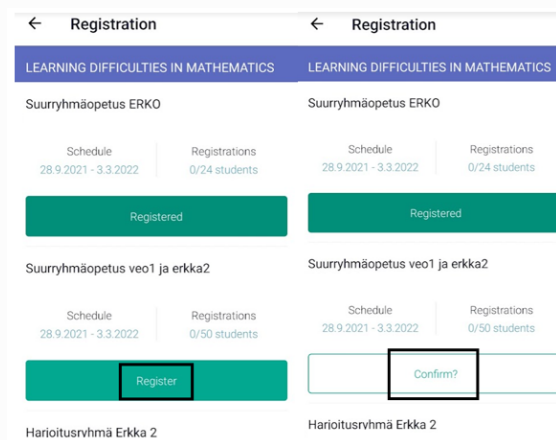 ← Registration
LEARNING DIFFICULTIES IN MATHEMATICS
Suurryhmäopetus ERKO
Schedule Registrations
28.9.2021 - 3.3.2022 0/24 students
Registered
Suurryhmäopetus veo1 ja erkka2
Schedule Registrations
28.9.2021 - 3.3.2022 0/50 students
Register
Harjoitusryhmä Erkka 2
← Registration
LEARNING DIFFICULTIES IN MATHEMATICS
Suurryhmäopetus ERKO
Schedule Registrations
28.9.2021 - 3.3.2022 0/24 students
Registered
Suurryhmäopetus veo1 ja erkka2
Schedule Registrations
28.9.2021 - 3.3.2022 0/50 students
Confirm?
Harjoitusryhmä Erkka 2